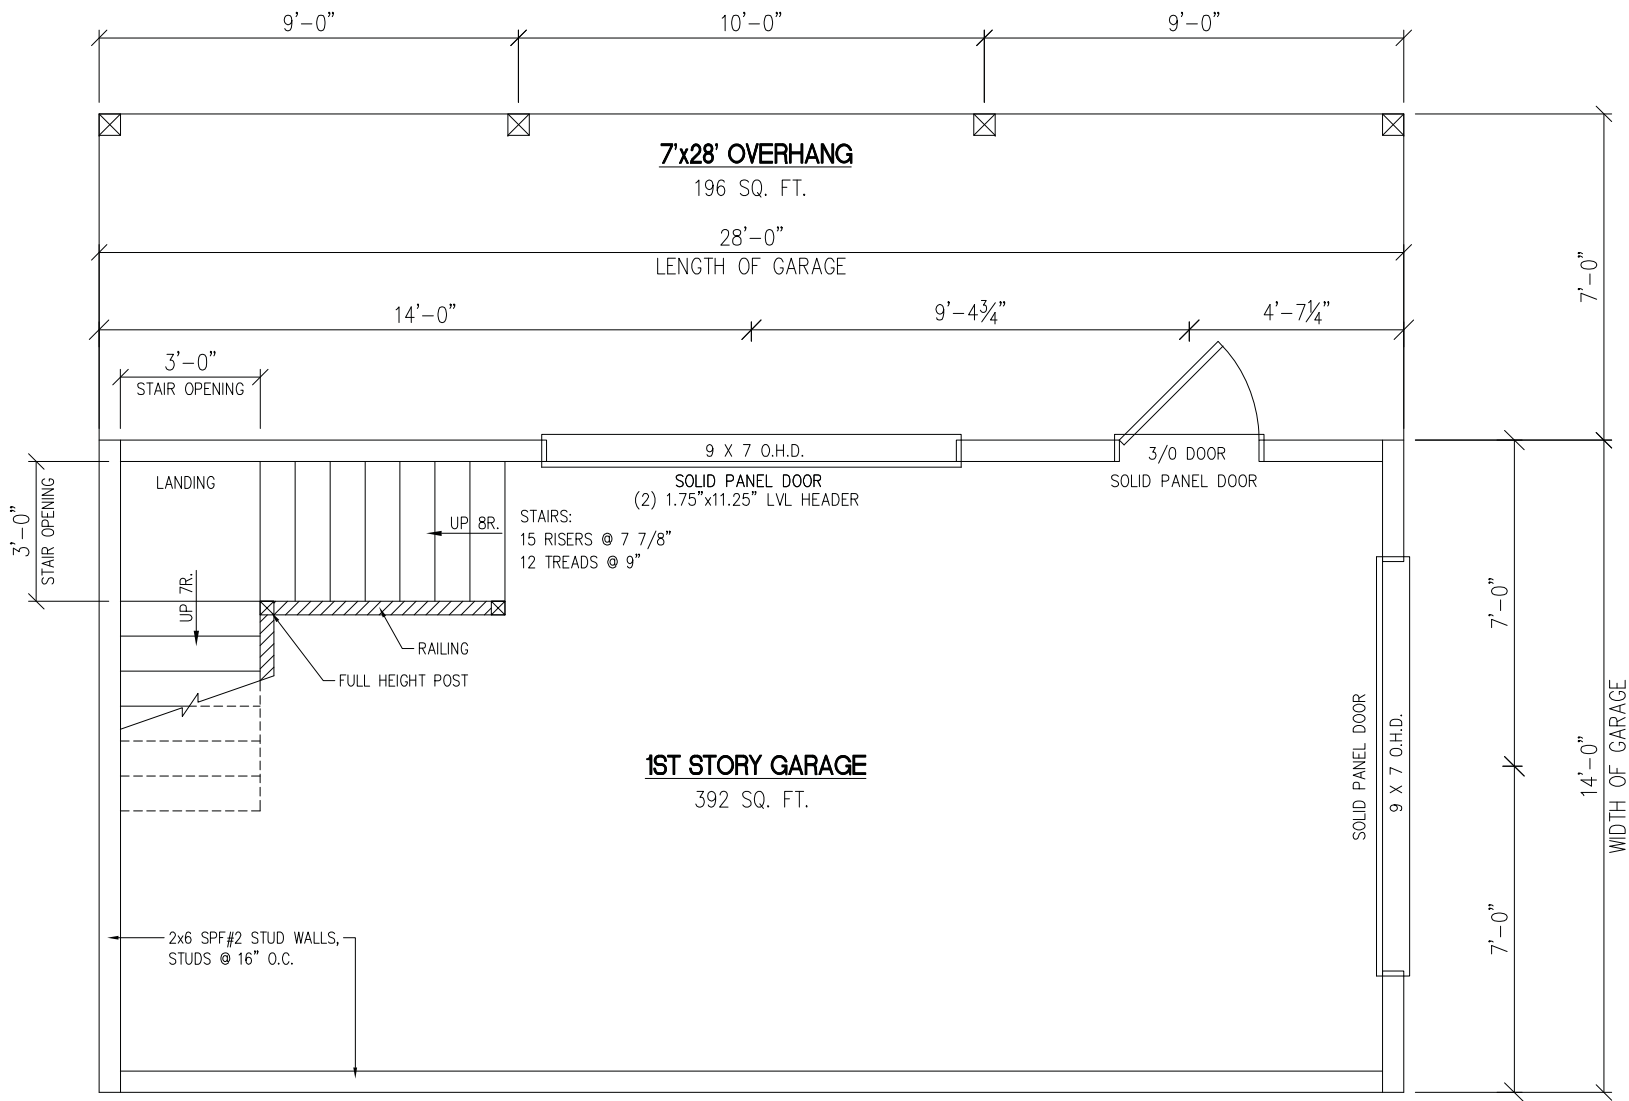 9'-0"
10'-0"
9'-0"
7'x28' OVERHANG
196 SQ. FT.
28'-0"
LENGTH OF GARAGE
7'-0"
14'-0"
9'-4¾"
4'-7¼"
3'-0"
STAIR OPENING
9 X 7 O.H.D.
3/0 DOOR
LANDING
SOLID PANEL DOOR
(2) 1.75"x11.25" LVL HEADER
SOLID PANEL DOOR
3'-0"
STAIR OPENING
UP 8R.
STAIRS:
15 RISERS @ 7 7/8"
12 TREADS @ 9"
UP 7R.
7'-0"
RAILING
FULL HEIGHT POST
1ST STORY GARAGE
392 SQ. FT.
SOLID PANEL DOOR
9 X 7 O.H.D.
14'-0"
WIDTH OF GARAGE
7'-0"
2x6 SPF#2 STUD WALLS,
STUDS @ 16" O.C.